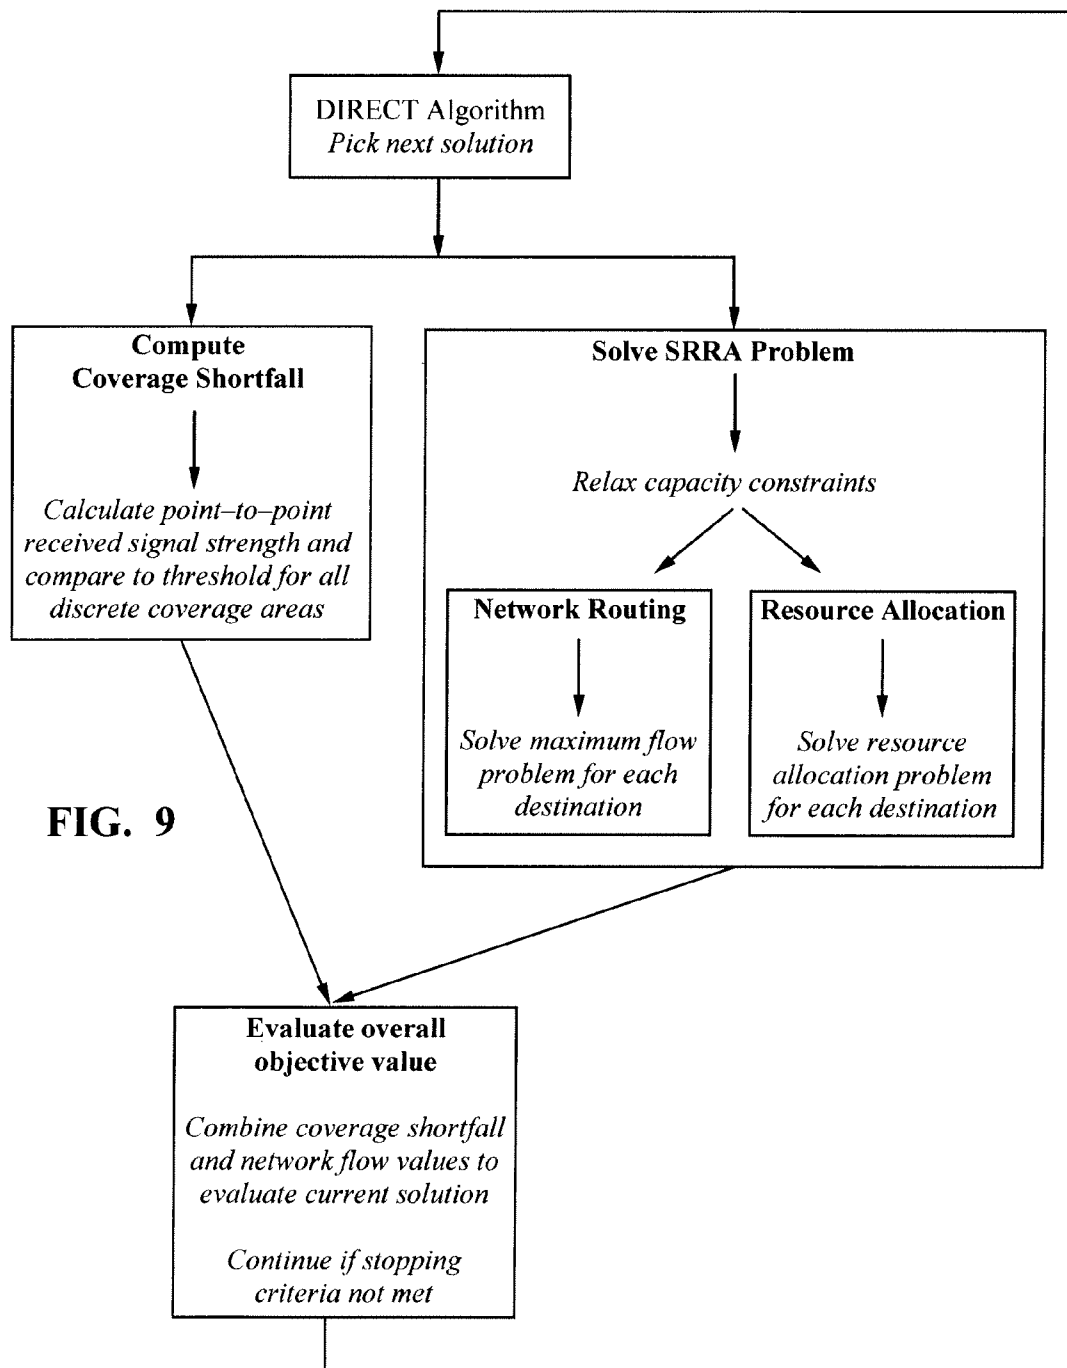 DIRECT Algorithm
Pick next solution
Compute
Coverage Shortfall
Calculate point–to–point
received signal strength and
compare to threshold for all
discrete coverage areas
Solve SRRA Problem
Relax capacity constraints
Network Routing
Solve maximum flow
problem for each
destination
Resource Allocation
Solve resource
allocation problem
for each destination
FIG. 9
Evaluate overall
objective value
Combine coverage shortfall
and network flow values to
evaluate current solution
Continue if stopping
criteria not met